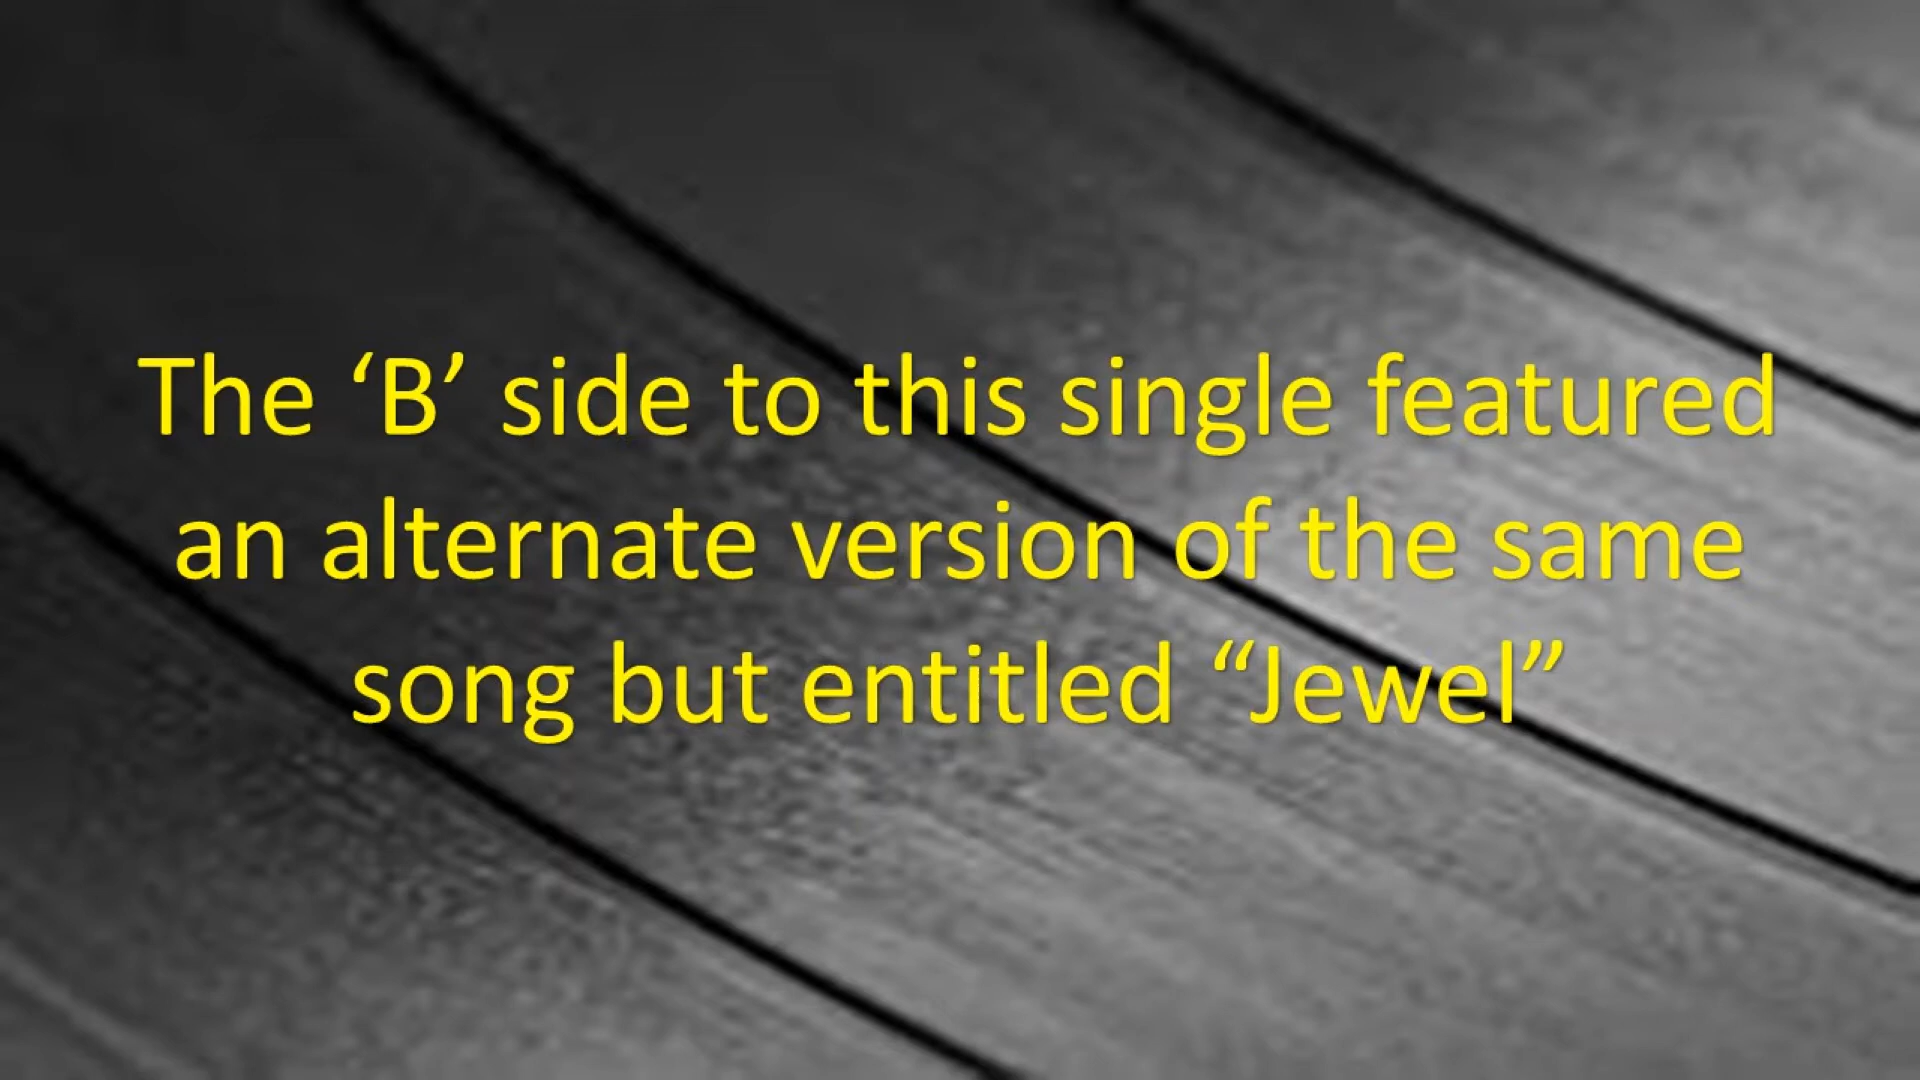 The ‘B’ side to this single featured
an alternate version of the same
song but entitled “Jewel”